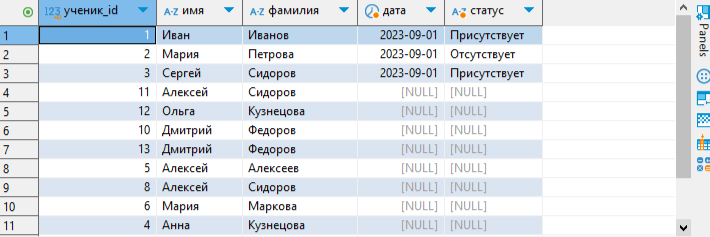 123 ученик_id A-Z имя A-Z фамилия дата A-Z статус
1 1 Иван Иванов 2023-09-01 Присутствует
2 2 Мария Петрова 2023-09-01 Отсутствует
3 3 Сергей Сидоров 2023-09-01 Присутствует
4 11 Алексей Сидоров [NULL] [NULL]
5 12 Ольга Кузнецова [NULL] [NULL]
6 10 Дмитрий Федоров [NULL] [NULL]
7 13 Дмитрий Федоров [NULL] [NULL]
8 5 Алексей Алексеев [NULL] [NULL]
9 8 Алексей Сидоров [NULL] [NULL]
10 6 Мария Маркова [NULL] [NULL]
11 4 Анна Кузнецова [NULL] [NULL]
Panels